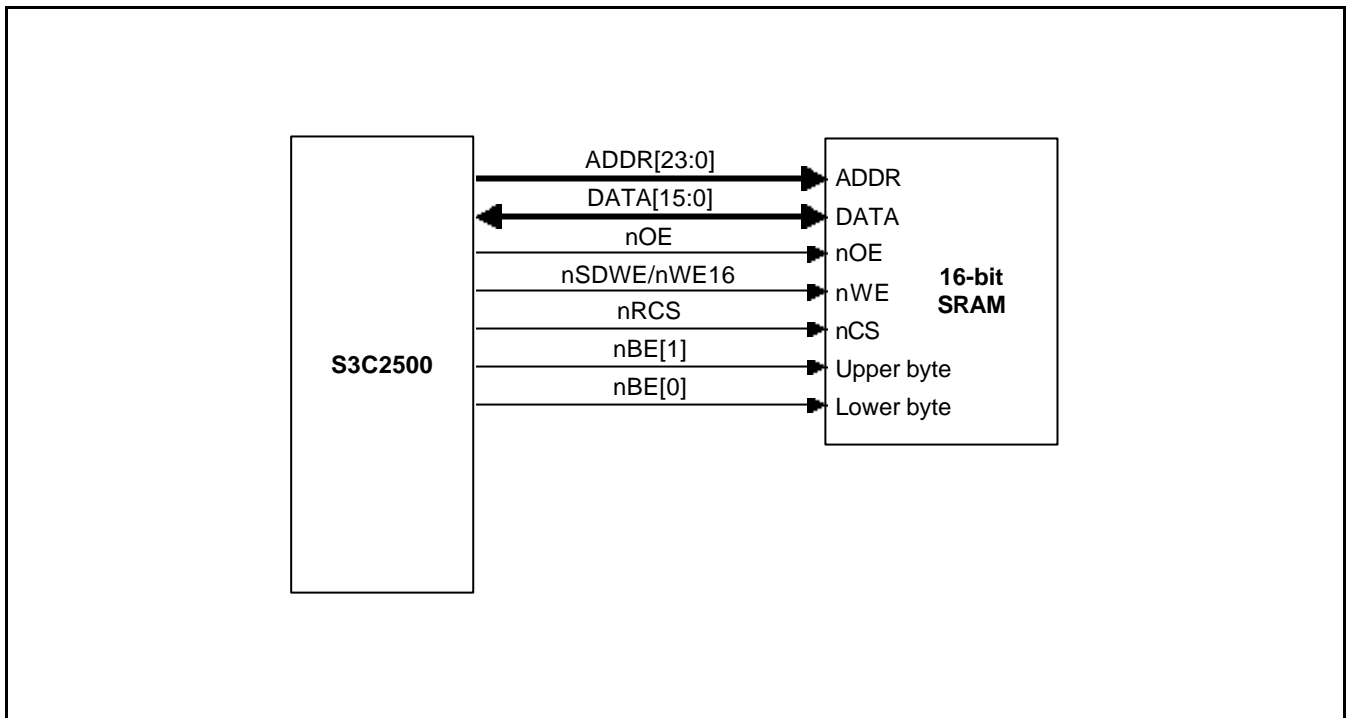 S3C2500
ADDR[23:0]
DATA[15:0]
nOE
nSDWE/nWE16
nRCS
nBE[1]
nBE[0]
ADDR
DATA
nOE
nWE
nCS
Upper byte
Lower byte
16-bit
SRAM